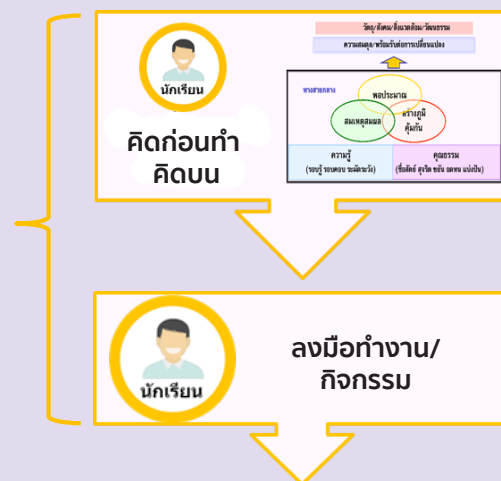 วัตถุ/สังคม/สิ่งแวดล้อม/วัฒนธรรม
ความสมดุล/พร้อมรับต่อการเปลี่ยนแปลง
ทางสายกลาง
พอประมาณ
สมเหตุสมผล
สร้างภูมิ
คุ้มกัน
ความรู้
(รอบรู้ รอบคอบ ระมัดระวัง)
คุณธรรม
(ซื่อสัตย์ สุจริต ขยัน อดทน แบ่งปัน)
นักเรียน
คิดก่อนทำ
คิดบน
นักเรียน
ลงมือทำงาน/
กิจกรรม